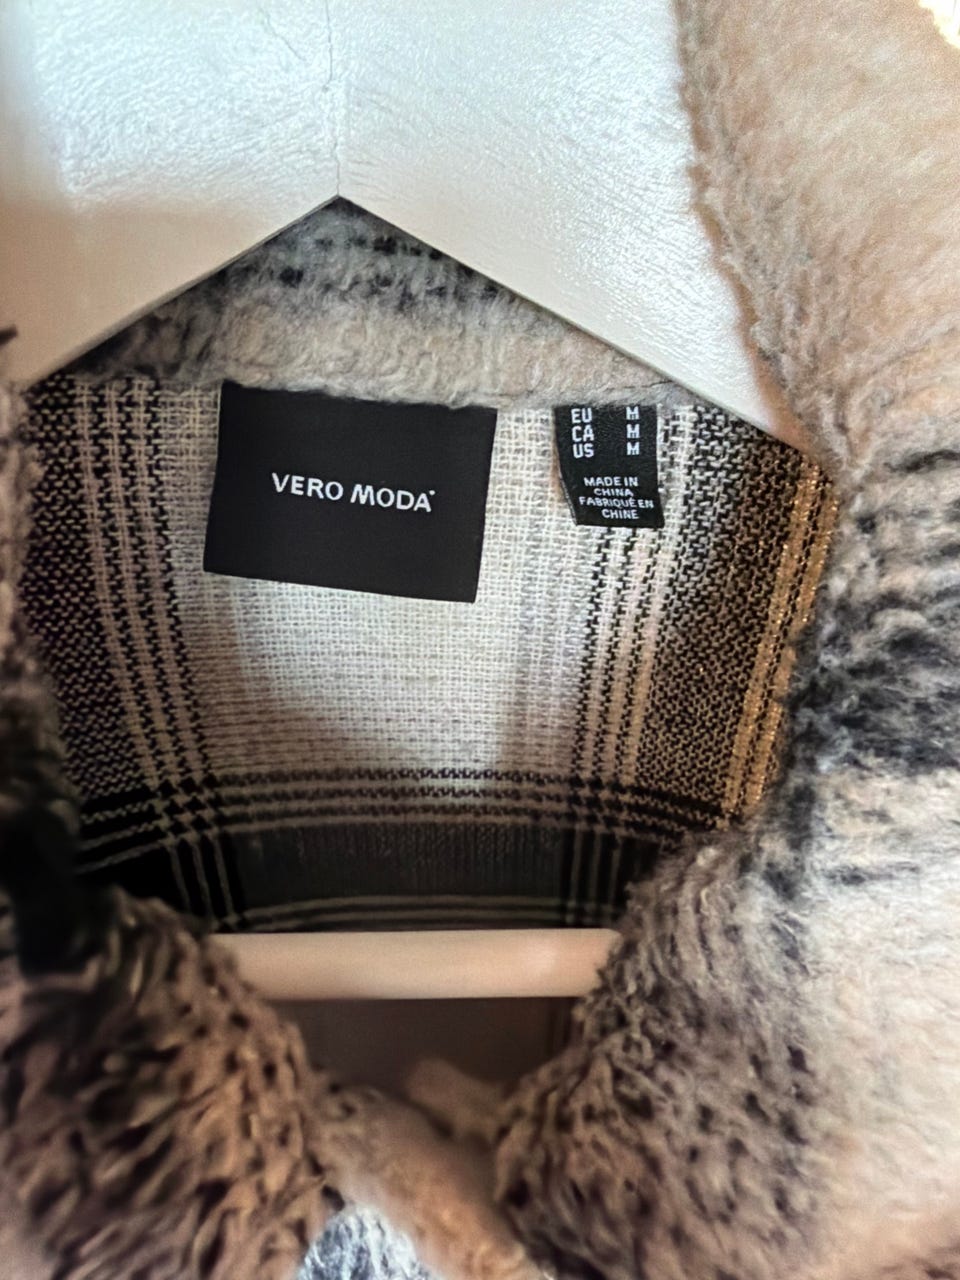 VERO MODA
EU M
CA M
US M
MADE IN
CHINA
FABRIQUÉ EN
CHINE